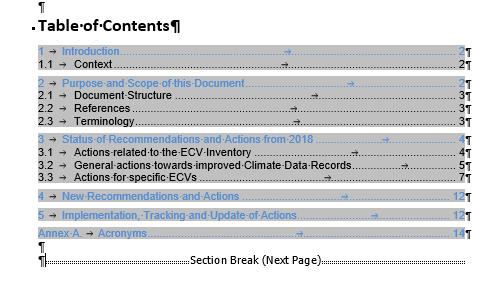 Table of Contents
1 Introduction 2
1.1 Context 2
2 Purpose and Scope of this Document 2
2.1 Document Structure 3
2.2 References 3
2.3 Terminology 3
3 Status of Recommendations and Actions from 2018 4
3.1 Actions related to the ECV Inventory 4
3.2 General actions towards improved Climate Data Records 5
3.3 Actions for specific ECVs 7
4 New Recommendations and Actions 12
5 Implementation, Tracking and Update of Actions 12
Annex A. Acronyms 14
Section Break (Next Page)